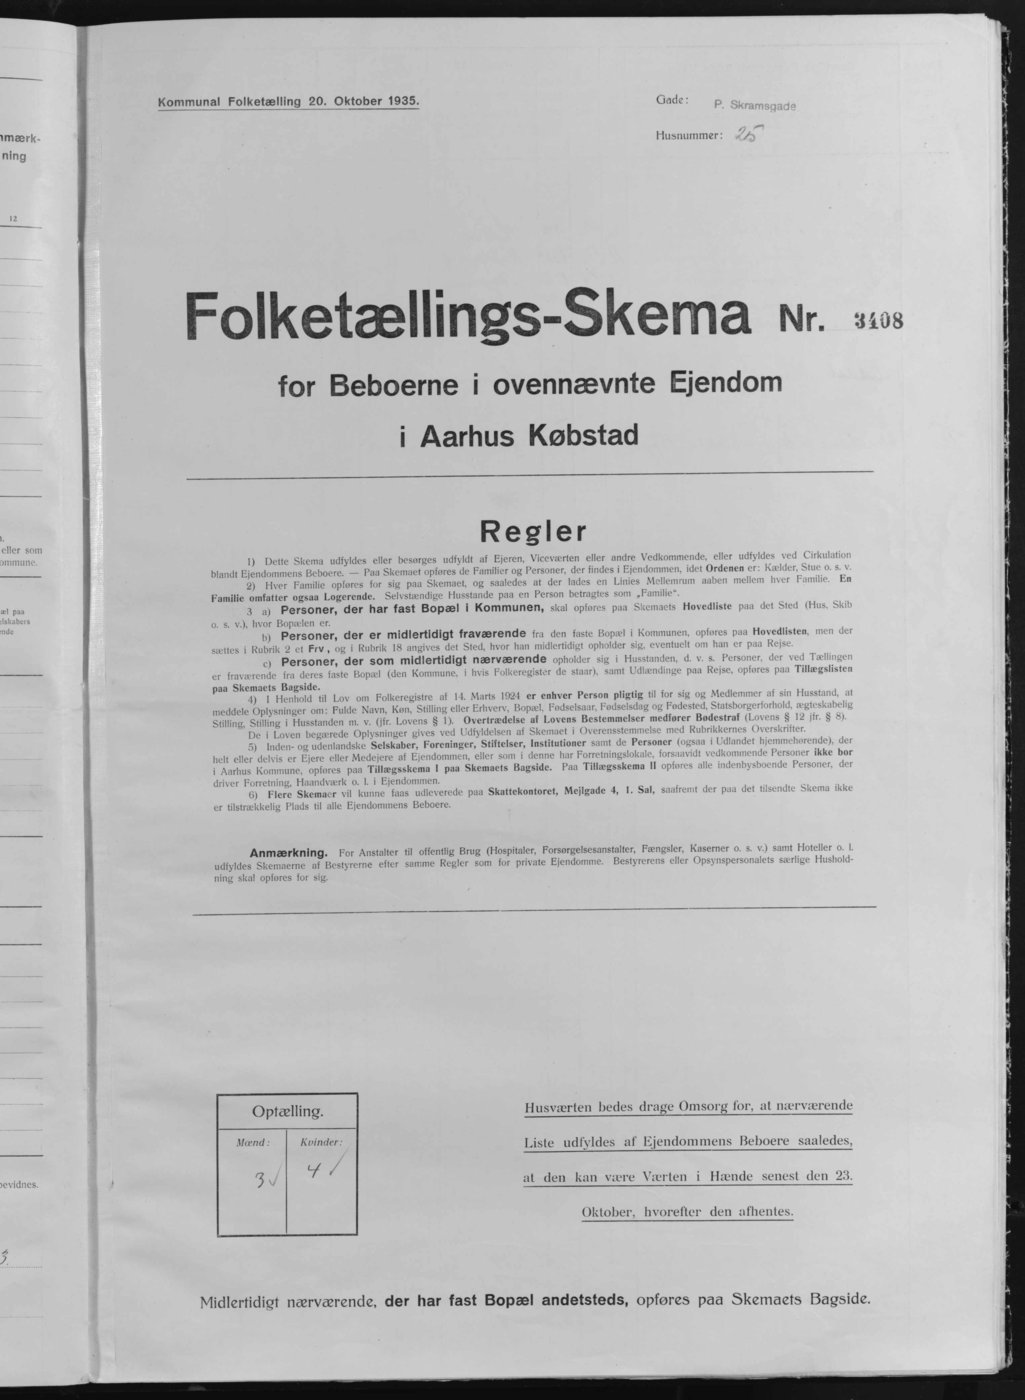 Kommunal Folketælling 20. Oktober 1935.
Gade: P. Skramsgade
Husnummer: 25
Folketællings-Skema Nr. 3408
for Beboerne i ovennævnte Ejendom
i Aarhus Købstad
Regler
1) Dette Skema udfyldes eller besørges udfyldt af Ejeren, Viceværten eller andre Vedkommende, eller udfyldes ved Cirkulation
blandt Ejendommens Beboere. — Paa Skemaet opføres de Familier og Personer, der findes i Ejendommen, idet Ordenen er: Kælder, Stue o. s. v.
2) Hver Familie opføres for sig paa Skemaet, og saaledes at der lades en Linies Mellemrum aaben mellem hver Familie. En
Familie omfatter ogsaa Logerende. Selvstændige Husstande paa en Person betragtes som „Familie“.
3 a) Personer, der har fast Bopæl i Kommunen, skal opføres paa Skemaets Hovedliste paa det Sted (Hus, Skib
o. s. v.), hvor Bopælen er.
b) Personer, der er midlertidigt fraværende fra den faste Bopæl i Kommunen, opføres paa Hovedlisten, men der
sættes i Rubrik 2 et Frv, og i Rubrik 18 angives det Sted, hvor han midlertidigt opholder sig, eventuelt om han er paa Rejse.
c) Personer, der som midlertidigt nærværende opholder sig i Husstanden, d. v. s. Personer, der ved Tællingen
er fraværende fra deres faste Bopæl (den Kommune, i hvis Folkeregister de staar), samt Udlændinge paa Rejse, opføres paa Tillægslisten
paa Skemaets Bagside.
4) I Henhold til Lov om Folkeregistre af 14. Marts 1924 er enhver Person pligtig til for sig og Medlemmer af sin Husstand, at
meddele Oplysninger om: Fulde Navn, Køn, Stilling eller Erhverv, Bopæl, Fødselsaar, Fødselsdag og Fødested, Statsborgerforhold, ægteskabelig
Stilling, Stilling i Husstanden m. v. (jfr. Lovens § 1). Overtrædelse af Lovens Bestemmelser medfører Bødestraf (Lovens § 12 jfr. § 8).
De i Loven begærede Oplysninger gives ved Udfyldelsen af Skemaet i Overensstemmelse med Rubrikkernes Overskrifter.
5) Inden- og udenlandske Selskaber, Foreninger, Stiftelser, Institutioner samt de Personer (ogsaa i Udlandet hjemmehørende), der
helt eller delvis er Ejere eller Medejere af Ejendommen, eller som i denne har Forretningslokale, forsaavidt vedkommende Personer ikke bor
i Aarhus Kommune, opføres paa Tillægsskema I paa Skemaets Bagside. Paa Tillægsskema II opføres alle indenbysboende Personer, der
driver Forretning, Haandværk o. l. i Ejendommen.
6) Flere Skemaer vil kunne faas udleverede paa Skattekontoret, Mejlgade 4, 1. Sal, saafremt der paa det tilsendte Skema ikke
er tilstrækkelig Plads til alle Ejendommens Beboere.
Anmærkning. For Anstalter til offentlig Brug (Hospitaler, Forsørgelsesanstalter, Fængsler, Kaserner o. s. v.) samt Hoteller o. l.
udfyldes Skemaerne af Bestyrerne efter samme Regler som for private Ejendomme. Bestyrerens eller Opsynspersonalets særlige Hushold-
ning skal opføres for sig.
Optælling.
Mænd: Kvinder:
3 4
Husværten bedes drage Omsorg for, at nærværende
Liste udfyldes af Ejendommens Beboere saaledes,
at den kan være Værten i Hænde senest den 23.
Oktober, hvorefter den afhentes.
Midlertidigt nærværende, der har fast Bopæl andetsteds, opføres paa Skemaets Bagside.